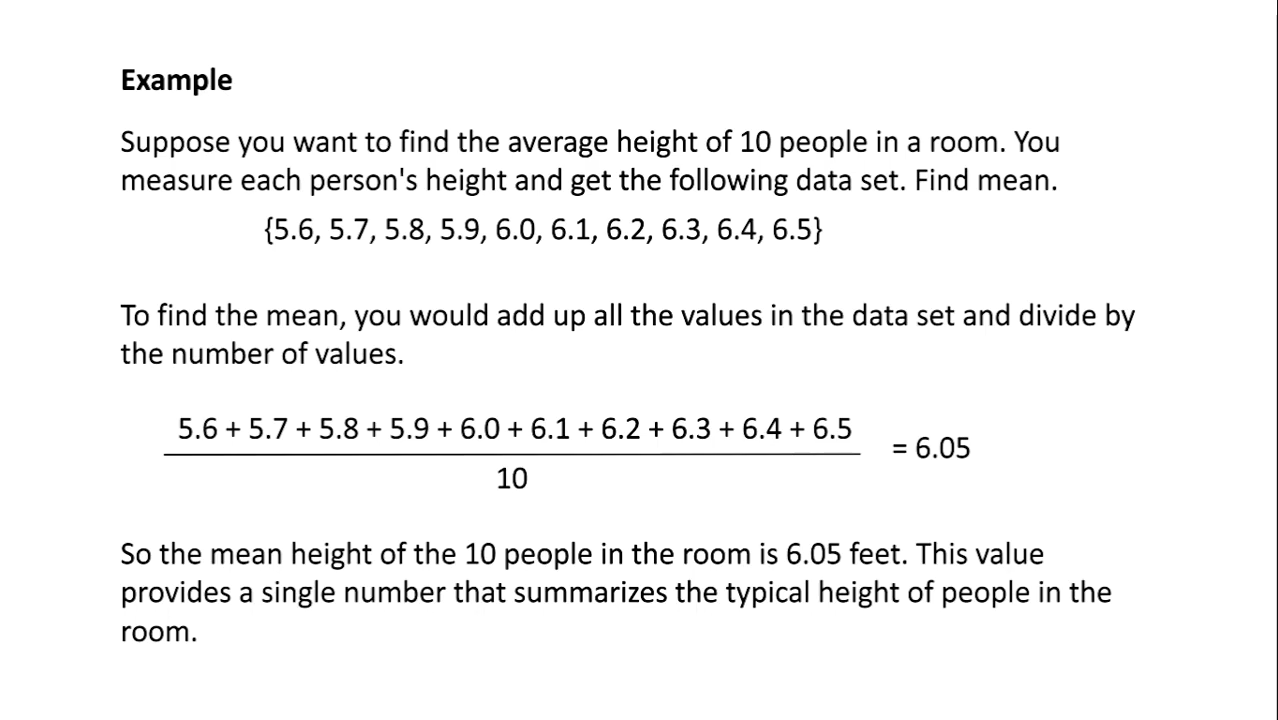 Example
Suppose you want to find the average height of 10 people in a room. You
measure each person's height and get the following data set. Find mean.
{5.6, 5.7, 5.8, 5.9, 6.0, 6.1, 6.2, 6.3, 6.4, 6.5}
To find the mean, you would add up all the values in the data set and divide by
the number of values.
5.6 + 5.7 + 5.8 + 5.9 + 6.0 + 6.1 + 6.2 + 6.3 + 6.4 + 6.5
= 6.05
10
So the mean height of the 10 people in the room is 6.05 feet. This value
provides a single number that summarizes the typical height of people in the
room.